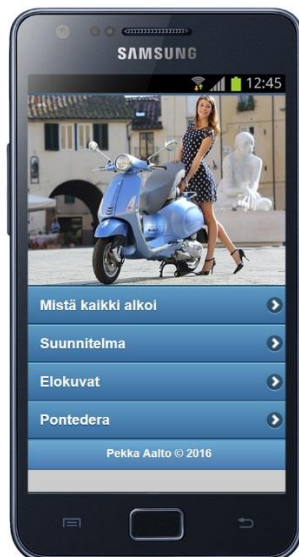 SAMSUNG
12:45
Mistä kaikki alkoi
Suunnitelma
Elokuvat
Pontedera
Pekka Aalto © 2016